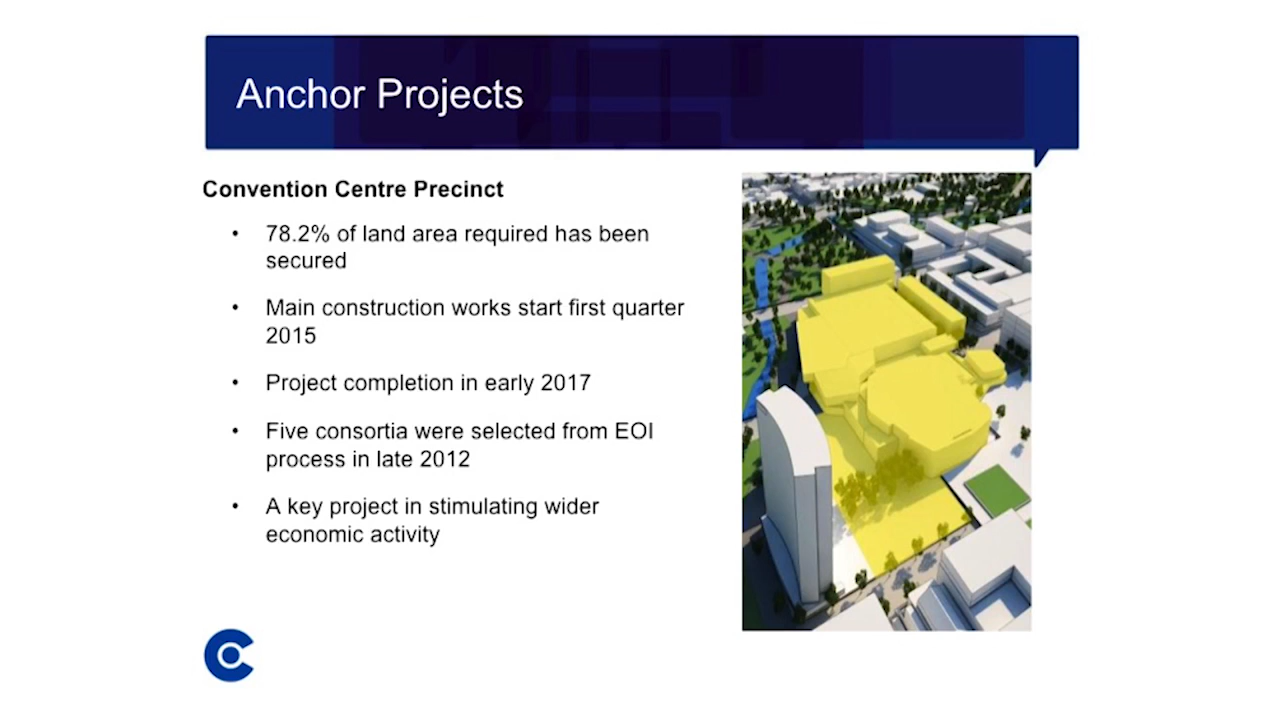 Anchor Projects
Convention Centre Precinct
• 78.2% of land area required has been
secured
• Main construction works start first quarter
2015
• Project completion in early 2017
• Five consortia were selected from EOI
process in late 2012
• A key project in stimulating wider
economic activity